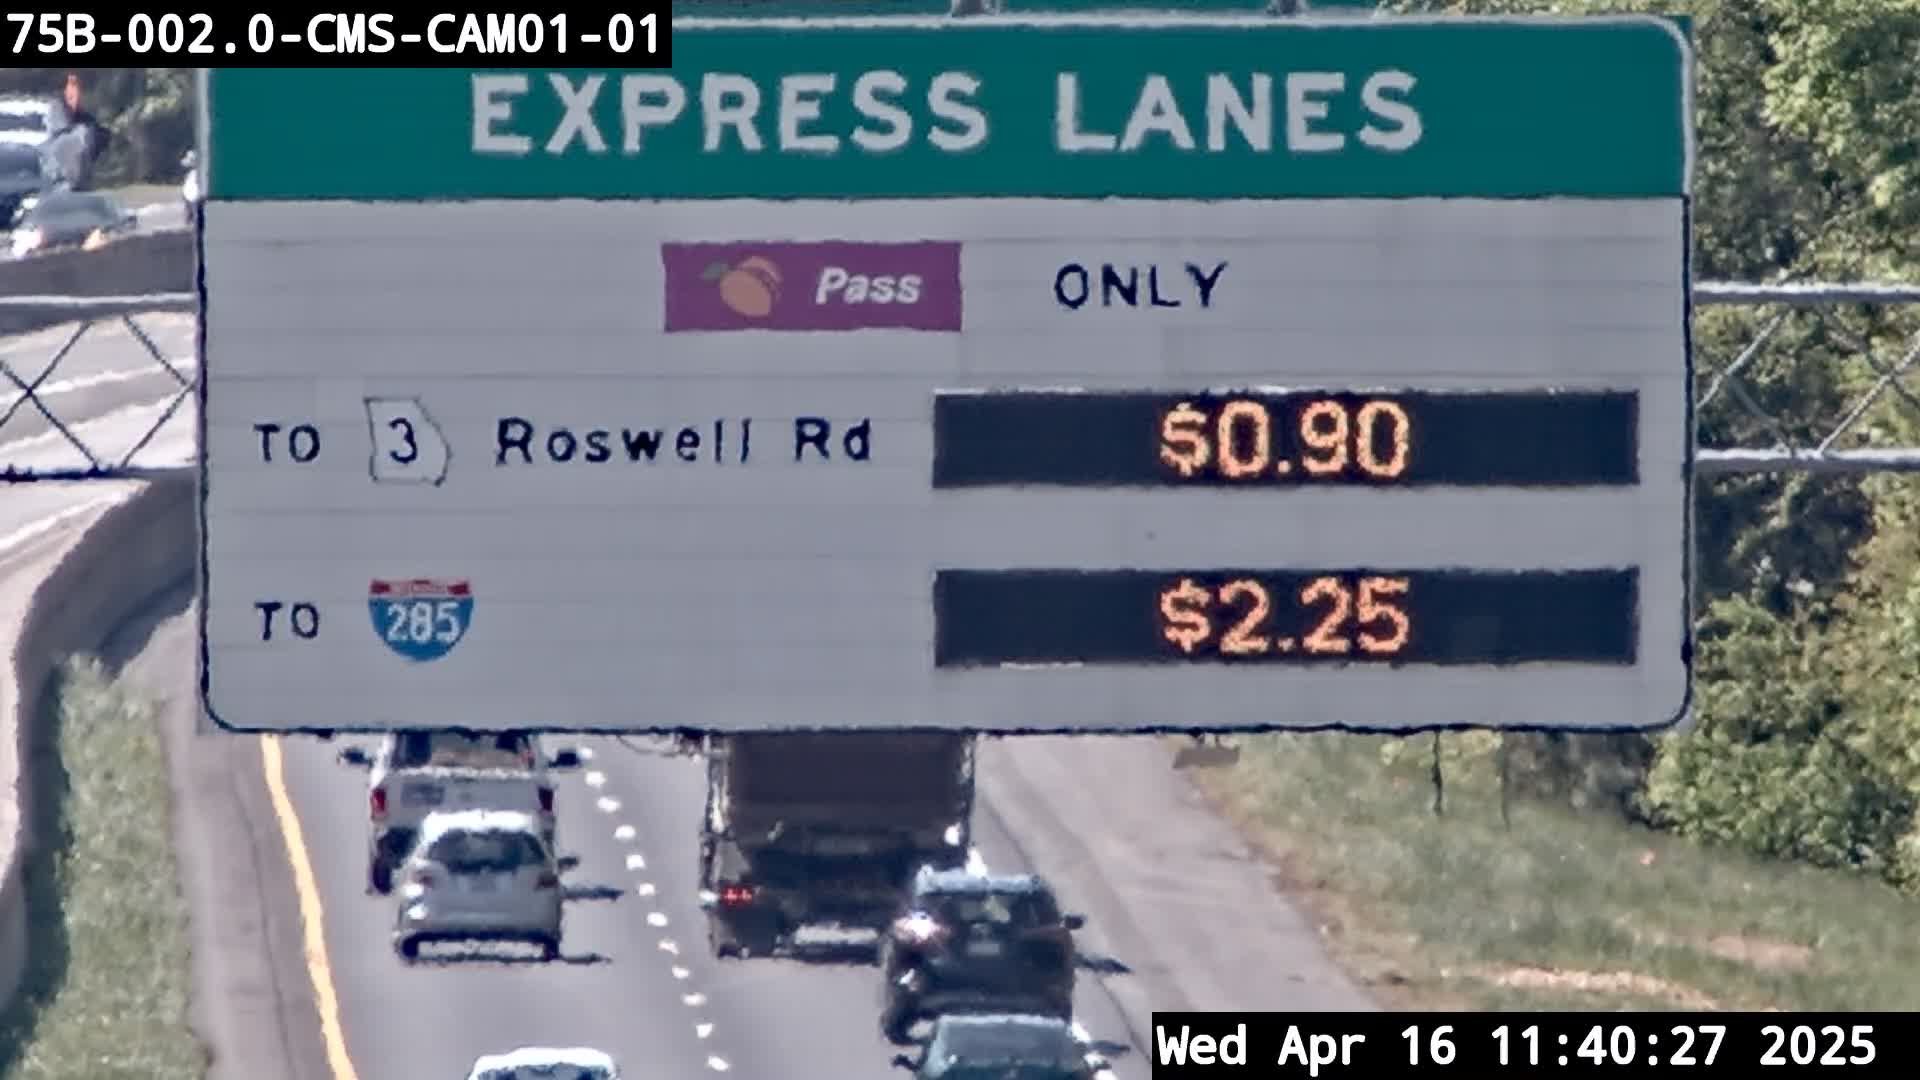 75B-002.0-CMS-CAM01-01
EXPRESS LANES
Pass ONLY
TO 3 Roswell Rd $0.90
TO 285 $2.25
Wed Apr 16 11:40:27 2025